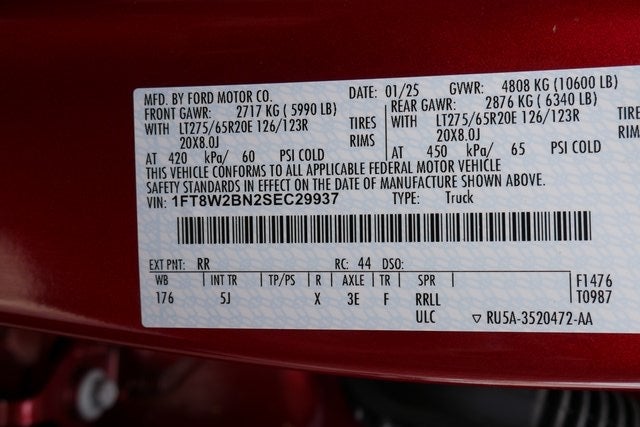 MFD. BY FORD MOTOR CO. DATE: 01/25 GVWR: 4808 KG (10600 LB)
FRONT GAWR: 2717 KG ( 5990 LB) REAR GAWR: 2876 KG ( 6340 LB)
WITH LT275/65R20E 126/123R TIRES WITH LT275/65R20E 126/123R TIRES
20X8.0J RIMS 20X8.0J RIMS
AT 420 kPa/ 60 PSI COLD AT 450 kPa/ 65 PSI COLD
THIS VEHICLE CONFORMS TO ALL APPLICABLE FEDERAL MOTOR VEHICLE
SAFETY STANDARDS IN EFFECT ON THE DATE OF MANUFACTURE SHOWN ABOVE.
VIN: 1FT8W2BN2SEC29937 TYPE: Truck
EXT PNT: RR RC: 44 DSO:
WB INT TR TP/PS R AXLE TR SPR F1476
176 5J X 3E F RRLL T0987
ULC ▽ RU5A-3520472-AA